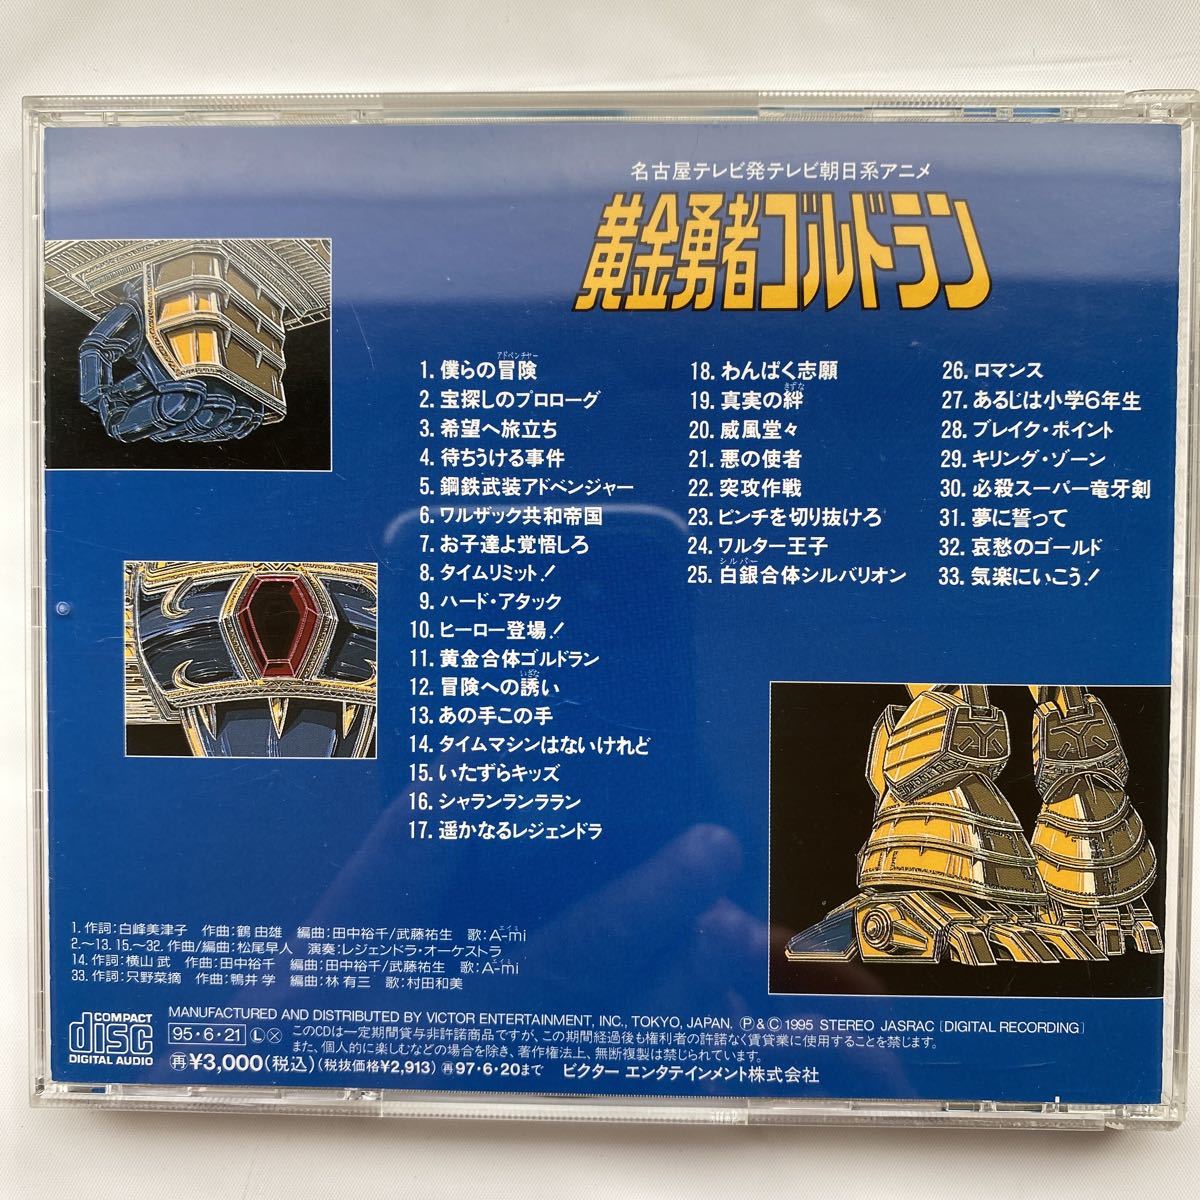 名古屋テレビ発テレビ朝日系アニメ
黄金勇者ゴルドラン
アドベンチャー
1. 僕らの冒険
2. 宝探しのプロローグ
3. 希望へ旅立ち
4. 待ちうける事件
5. 鋼鉄武装アドベンジャー
6. ワルザック共和帝国
7. お子達よ覚悟しろ
8. タイムリミット!
9. ハード・アタック
10. ヒーロー登場!
11. 黄金合体ゴルドラン
いざな
12. 冒険への誘い
13. あの手この手
14. タイムマシンはないけれど
15. いたずらキッズ
16. シャランランララン
17. 遥かなるレジェンドラ
18. わんぱく志願
きずな
19. 真実の絆
20. 威風堂々
21. 悪の使者
22. 突攻作戦
23. ピンチを切り抜けろ
24. ワルター王子
シルバー
25. 白銀合体シルバリオン
26. ロマンス
27. あるじは小学6年生
28. ブレイク・ポイント
29. キリング・ゾーン
30. 必殺スーパー竜牙剣
31. 夢に誓って
32. 哀愁のゴールド
33. 気楽にいこう!
エイミ
1. 作詞:白峰美津子 作曲:鶴 由雄 編曲:田中裕千/武藤祐生 歌:A-mi
2.〜13. 15.〜32. 作曲/編曲:松尾早人 演奏:レジェンドラ・オーケストラ
エイミ
14. 作詞:横山 武 作曲:田中裕千 編曲:田中裕千/武藤祐生 歌:A-mi
33. 作詞:只野菜摘 作曲:鴨井 学 編曲:林 有三 歌:村田和美
COMPACT
disc
DIGITAL AUDIO
MANUFACTURED AND DISTRIBUTED BY VICTOR ENTERTAINMENT, INC., TOKYO, JAPAN. Ⓟ&© 1995 STEREO JASRAC [DIGITAL RECORDING]
95・6・21 Ⓛ Ⓧ このCDは一定期間貸与非許諾商品ですが、この期間経過後も権利者の許諾なく賃貸業に使用することを禁じます。
また、個人的に楽しむなどの場合を除き、著作権法上、無断複製は禁じられています。
再¥3,000(税込)(税抜価格¥2,913) 再97・6・20まで ビクター エンタテインメント株式会社